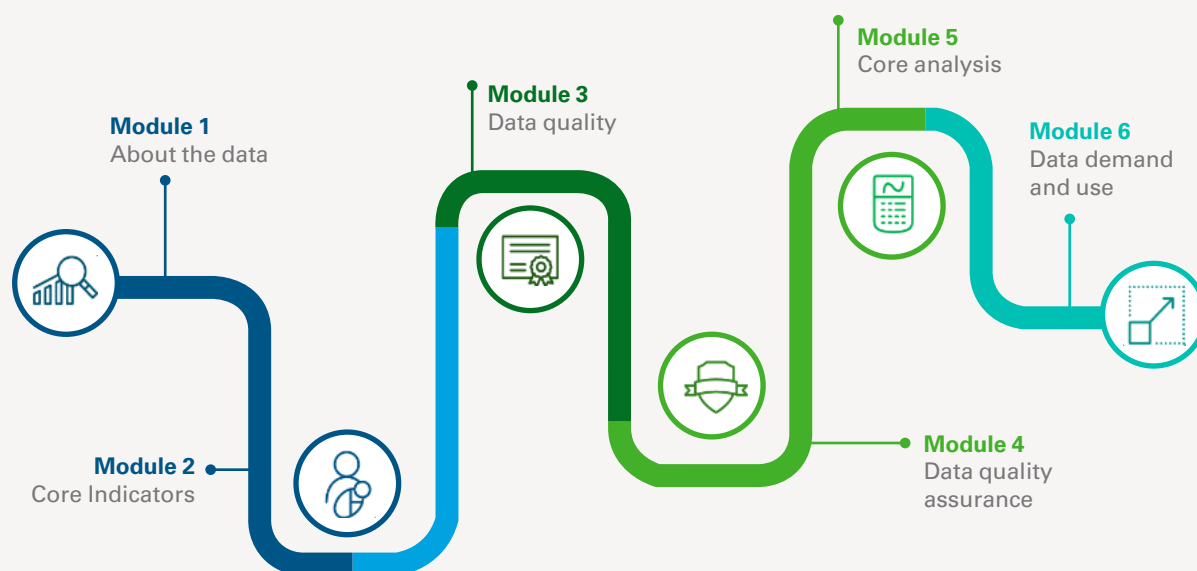 Module 1
About the data
Module 2
Core Indicators
Module 3
Data quality
Module 4
Data quality
assurance
Module 5
Core analysis
Module 6
Data demand
and use